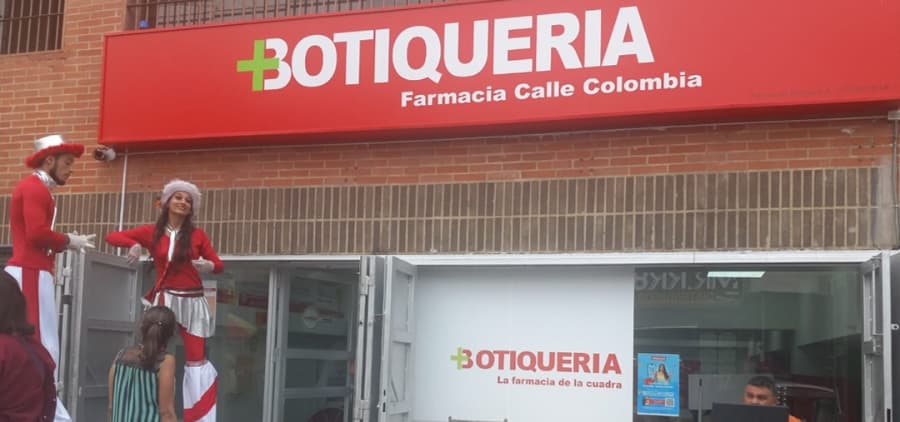 +BOTIQUERIA
Farmacia Calle Colombia
+BOTIQUERIA
La farmacia de la cuadra